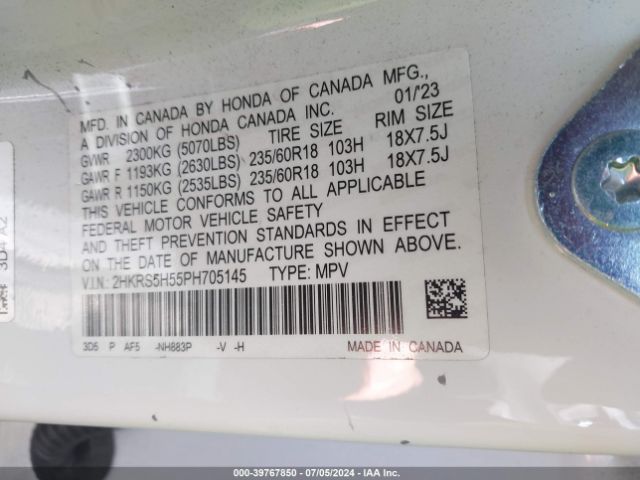 MFD. IN CANADA BY HONDA OF CANADA MFG.,
A DIVISION OF HONDA CANADA INC. 01/'23
GVWR 2300KG (5070LBS) TIRE SIZE RIM SIZE
GAWR F 1193KG (2630LBS) 235/60R18 103H 18X7.5J
GAWR R 1150KG (2535LBS) 235/60R18 103H 18X7.5J
THIS VEHICLE CONFORMS TO ALL APPLICABLE
FEDERAL MOTOR VEHICLE SAFETY
AND THEFT PREVENTION STANDARDS IN EFFECT
ON THE DATE OF MANUFACTURE SHOWN ABOVE.
V.I.N.: 2HKRS5H55PH705145 TYPE: MPV
3D5 P AF5 -NH883P -V -H
MADE IN CANADA
3D4 A2
000-39767850 - 07/05/2024 - IAA Inc.